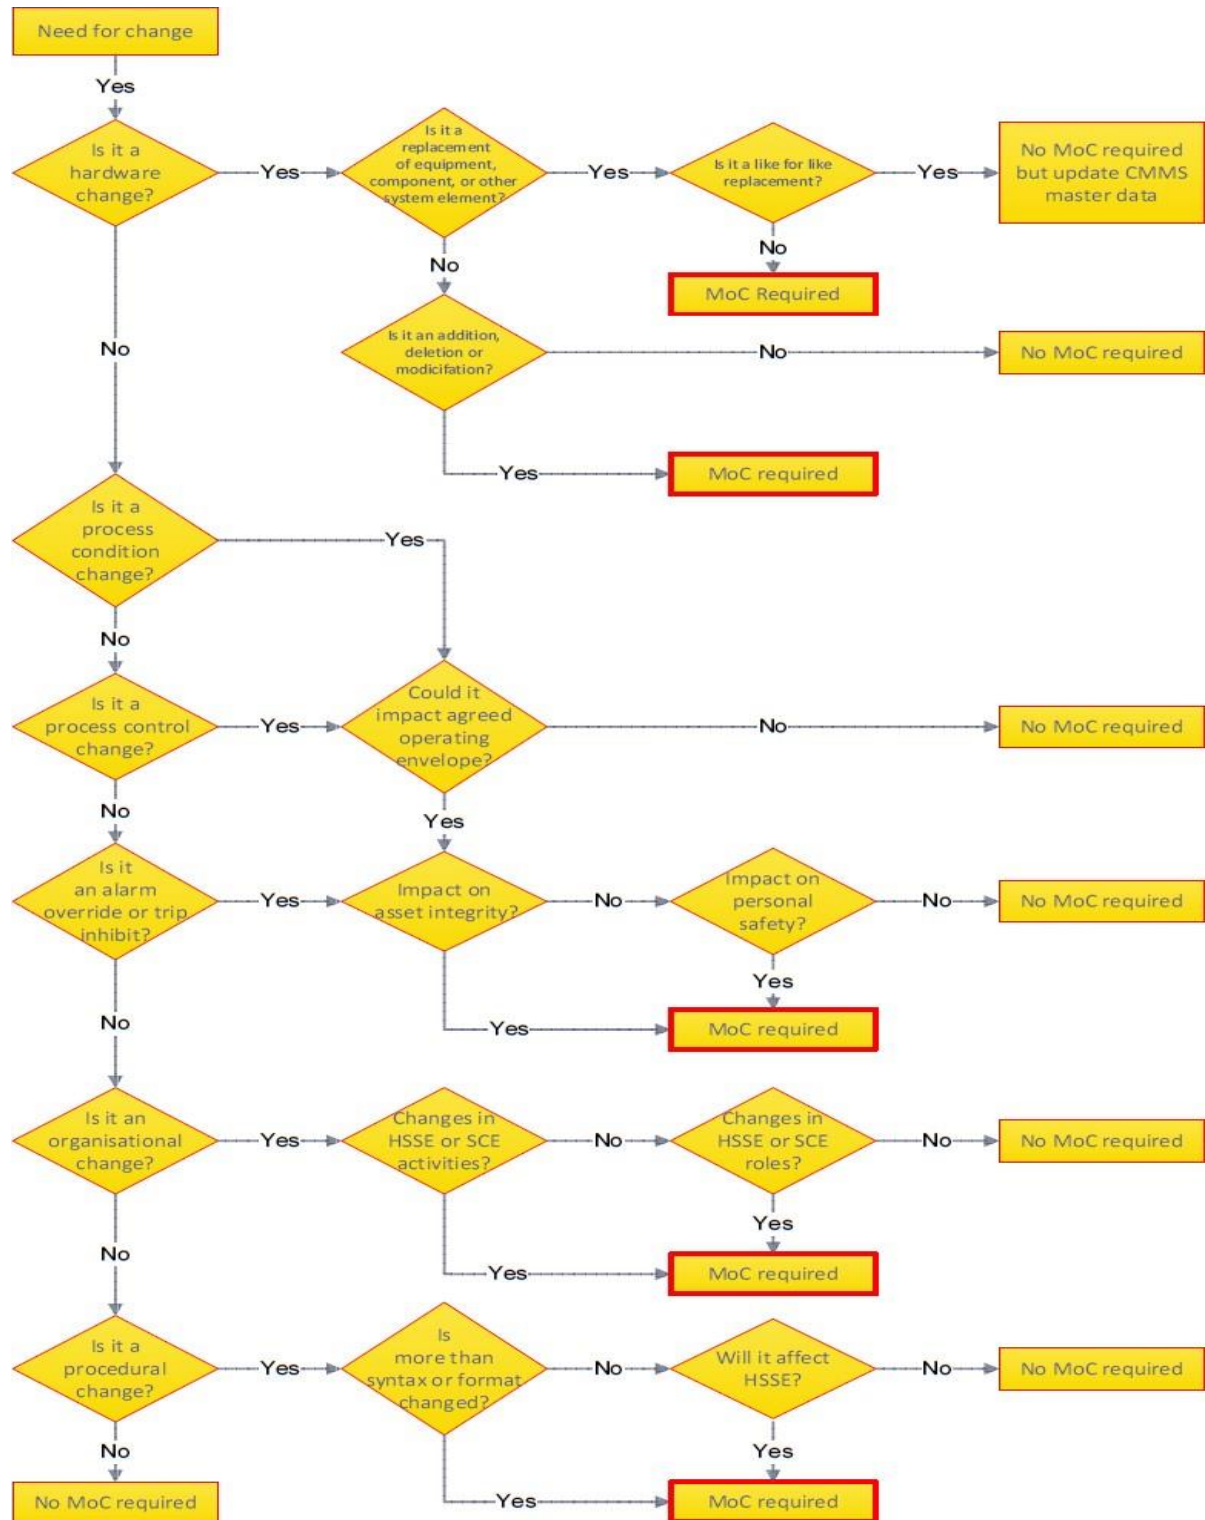 Need for change
Yes
Is it a
hardware
change?
Yes
Is it a
replacement
of equipment,
component, or other
system element?
Yes
Is it a like for like
replacement?
Yes
No MoC required
but update CMMS
master data
No
MoC Required
No
Is it an addition,
deletion or
modicifation?
No
No MoC required
Yes
MoC required
No
Is it a
process
condition
change?
Yes
No
Is it a
process control
change?
Yes
Could it
impact agreed
operating
envelope?
No
No MoC required
No
Yes
Is it
an alarm
override or trip
inhibit?
Yes
Impact on
asset integrity?
No
Impact on
personal
safety?
No
No MoC required
Yes
MoC required
Yes
No
Is it an
organisational
change?
Yes
Changes in
HSSE or SCE
activities?
No
Changes in
HSSE or SCE
roles?
No
No MoC required
Yes
MoC required
Yes
No
Is it a
procedural
change?
Yes
Is
more than
syntax or format
changed?
No
Will it affect
HSSE?
No
No MoC required
Yes
MoC required
Yes
No
No MoC required